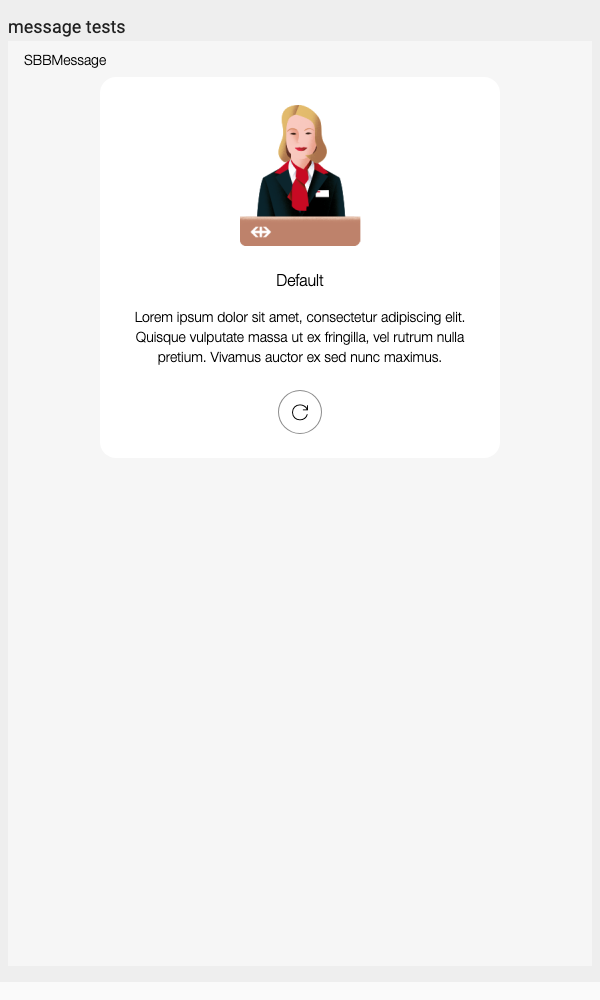 message tests
SBBMessage
Default
Lorem ipsum dolor sit amet, consectetur adipiscing elit.
Quisque vulputate massa ut ex fringilla, vel rutrum nulla
pretium. Vivamus auctor ex sed nunc maximus.